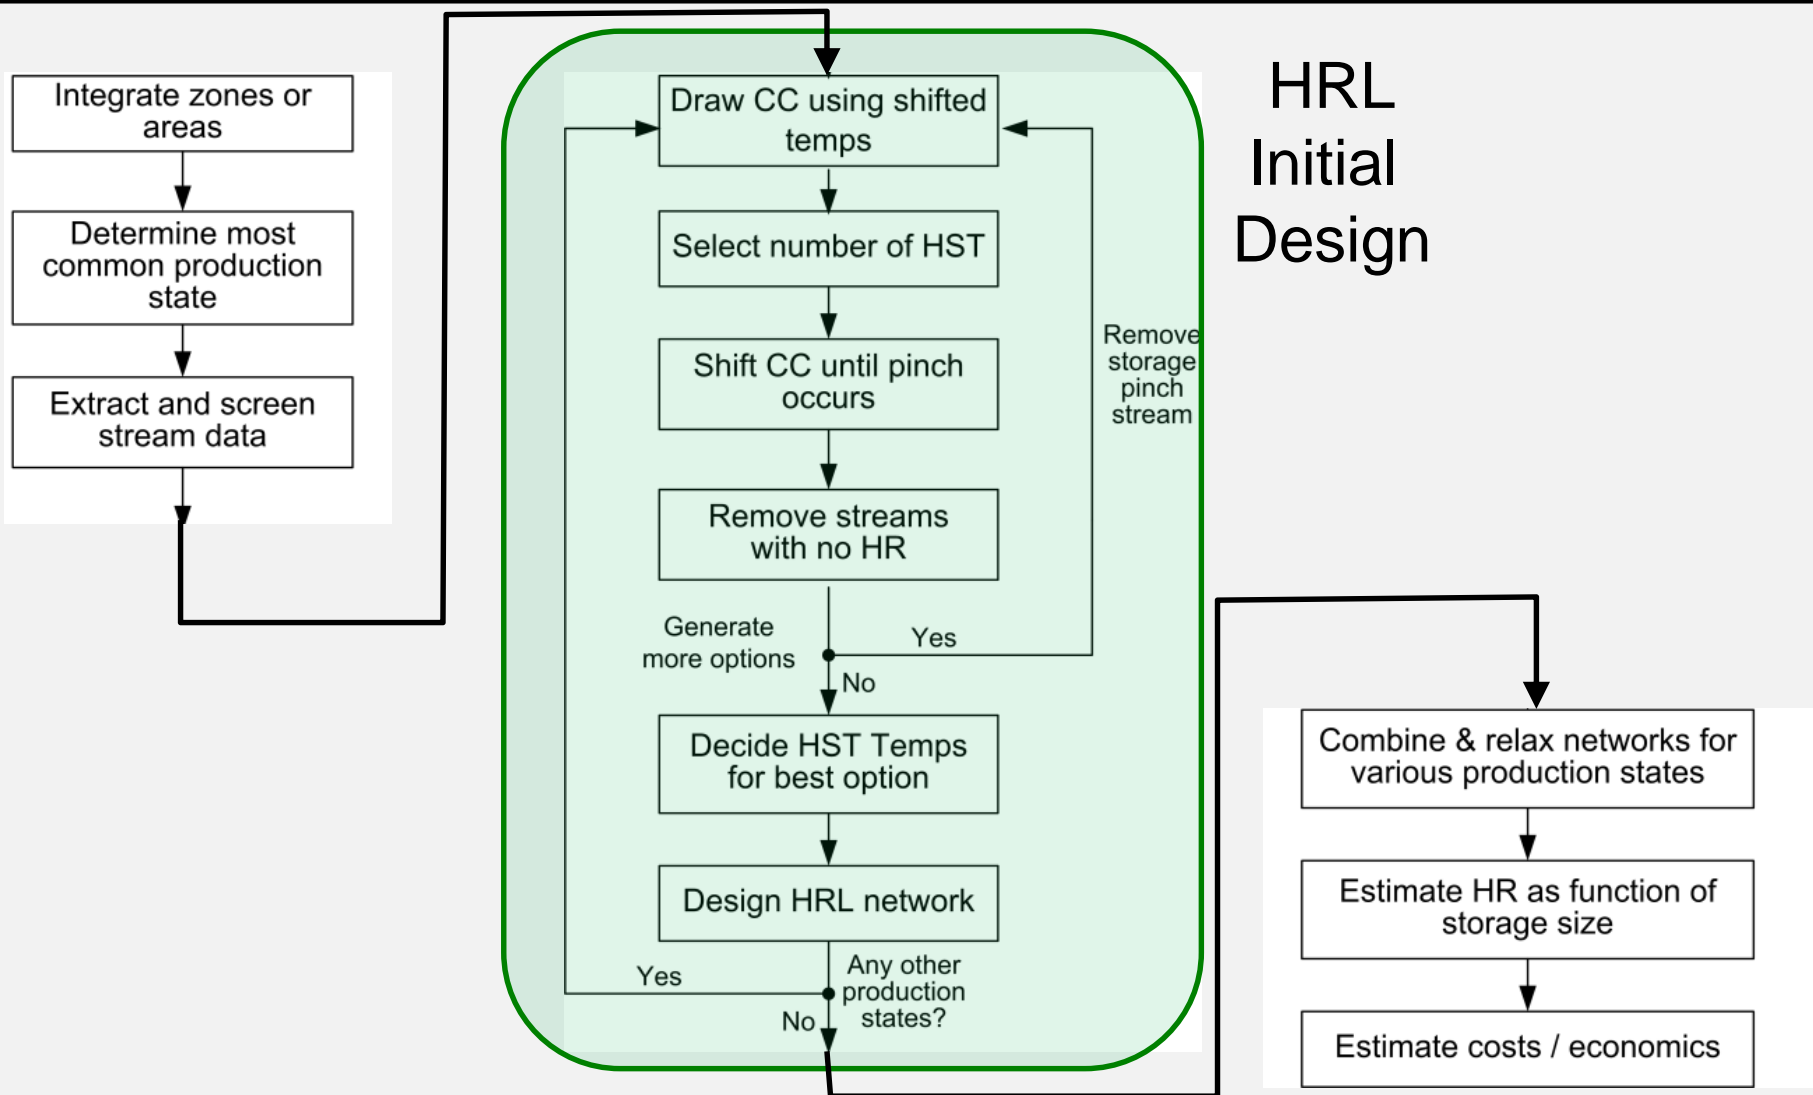 Integrate zones or
areas
Determine most
common production
state
Extract and screen
stream data
Draw CC using shifted
temps
Select number of HST
Shift CC until pinch
occurs
Remove streams
with no HR
Generate
more options
Yes
No
Remove
storage
pinch
stream
Decide HST Temps
for best option
Design HRL network
Any other
production
states?
Yes
No
HRL
Initial
Design
Combine & relax networks for
various production states
Estimate HR as function of
storage size
Estimate costs / economics